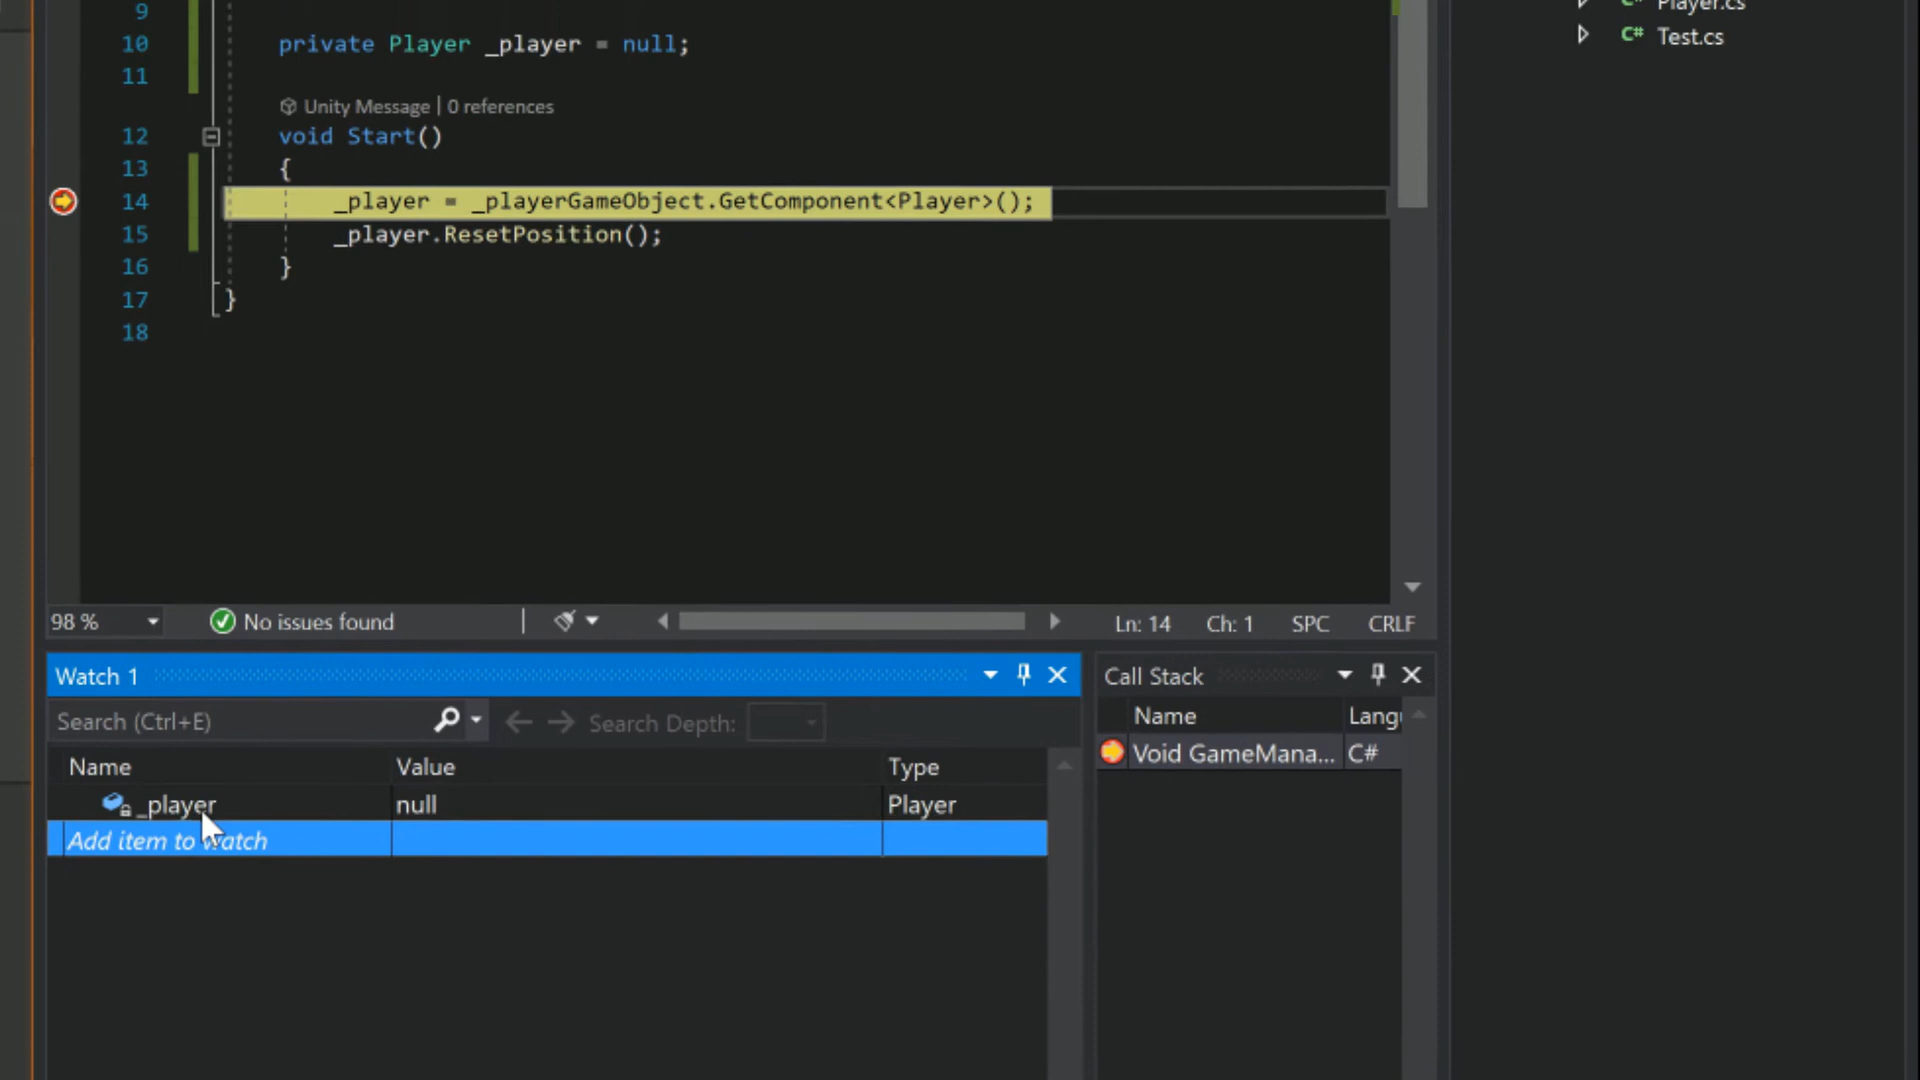 9
Player.cs
10 private Player _player = null;
Test.cs
11
Unity Message | 0 references
12 void Start()
13 {
14 _player = _playerGameObject.GetComponent<Player>();
15 _player.ResetPosition();
16 }
17 }
18
98 % No issues found Ln: 14 Ch: 1 SPC CRLF
Watch 1
Search (Ctrl+E) Search Depth:
Name Value Type
_player null Player
Add item to watch
Call Stack
Name Langu
Void GameMana... C#